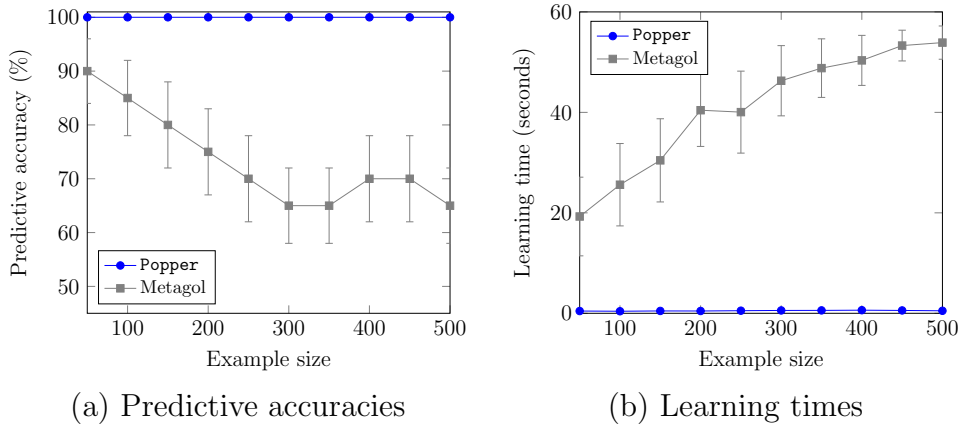 100
90
80
70
60
50
Predictive accuracy (%)
Popper
Metagol
100 200 300 400 500
Example size
(a) Predictive accuracies
60
40
20
0
Learning time (seconds)
Popper
Metagol
100 200 300 400 500
Example size
(b) Learning times